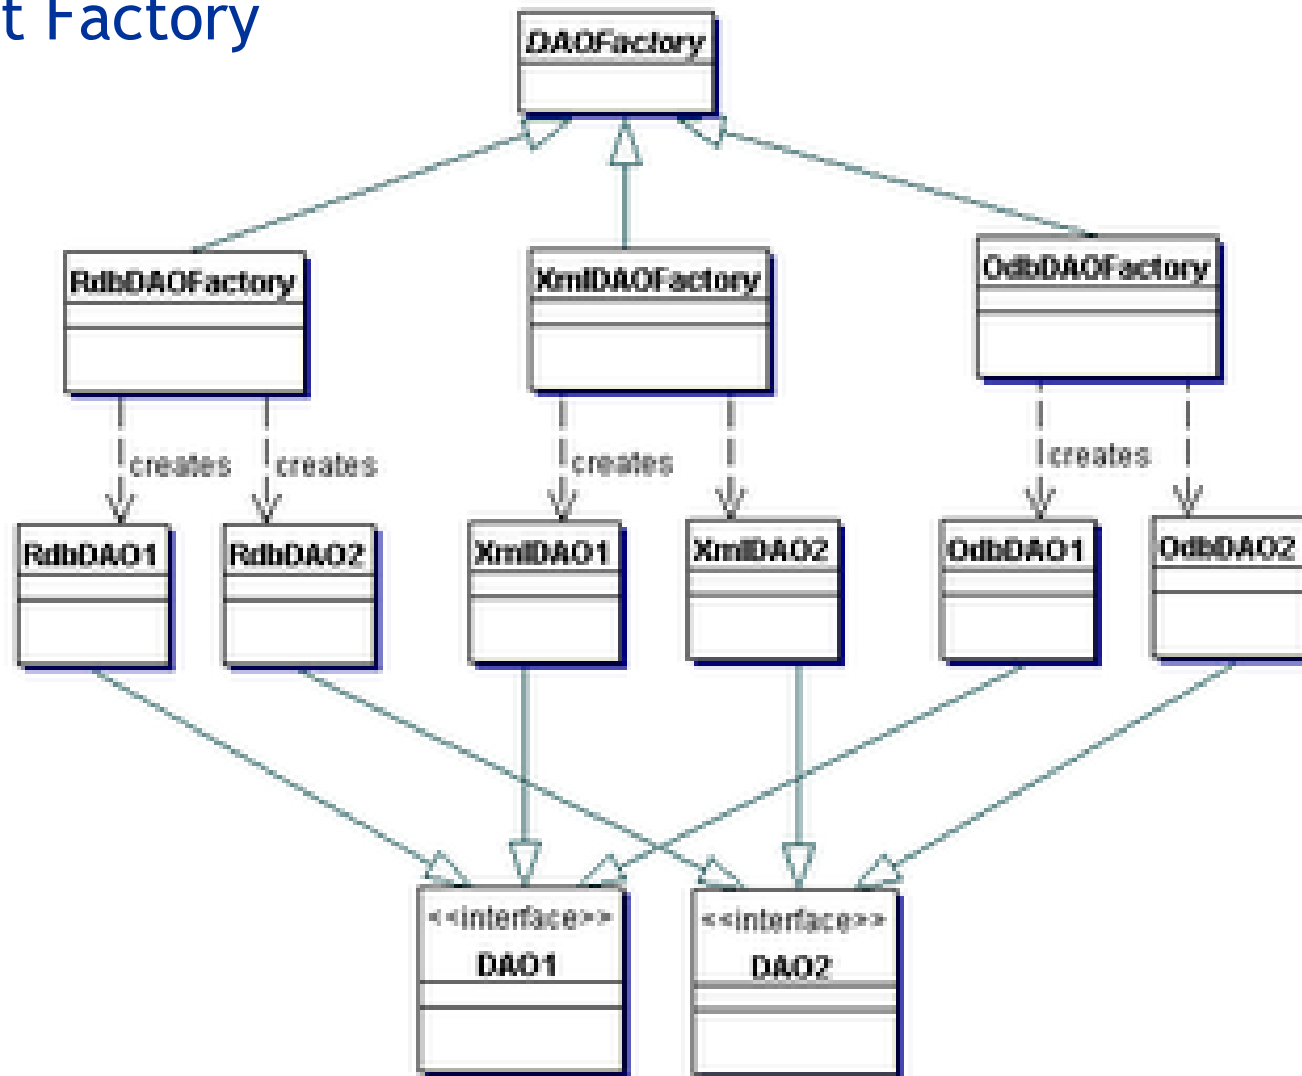 t Factory
DAOFactory
RdbDAOFactory
XmlDAOFactory
OdbDAOFactory
creates
creates
creates
creates
RdbDAO1
RdbDAO2
XmlDAO1
XmlDAO2
OdbDAO1
OdbDAO2
<<interface>>
DAO1
<<interface>>
DAO2